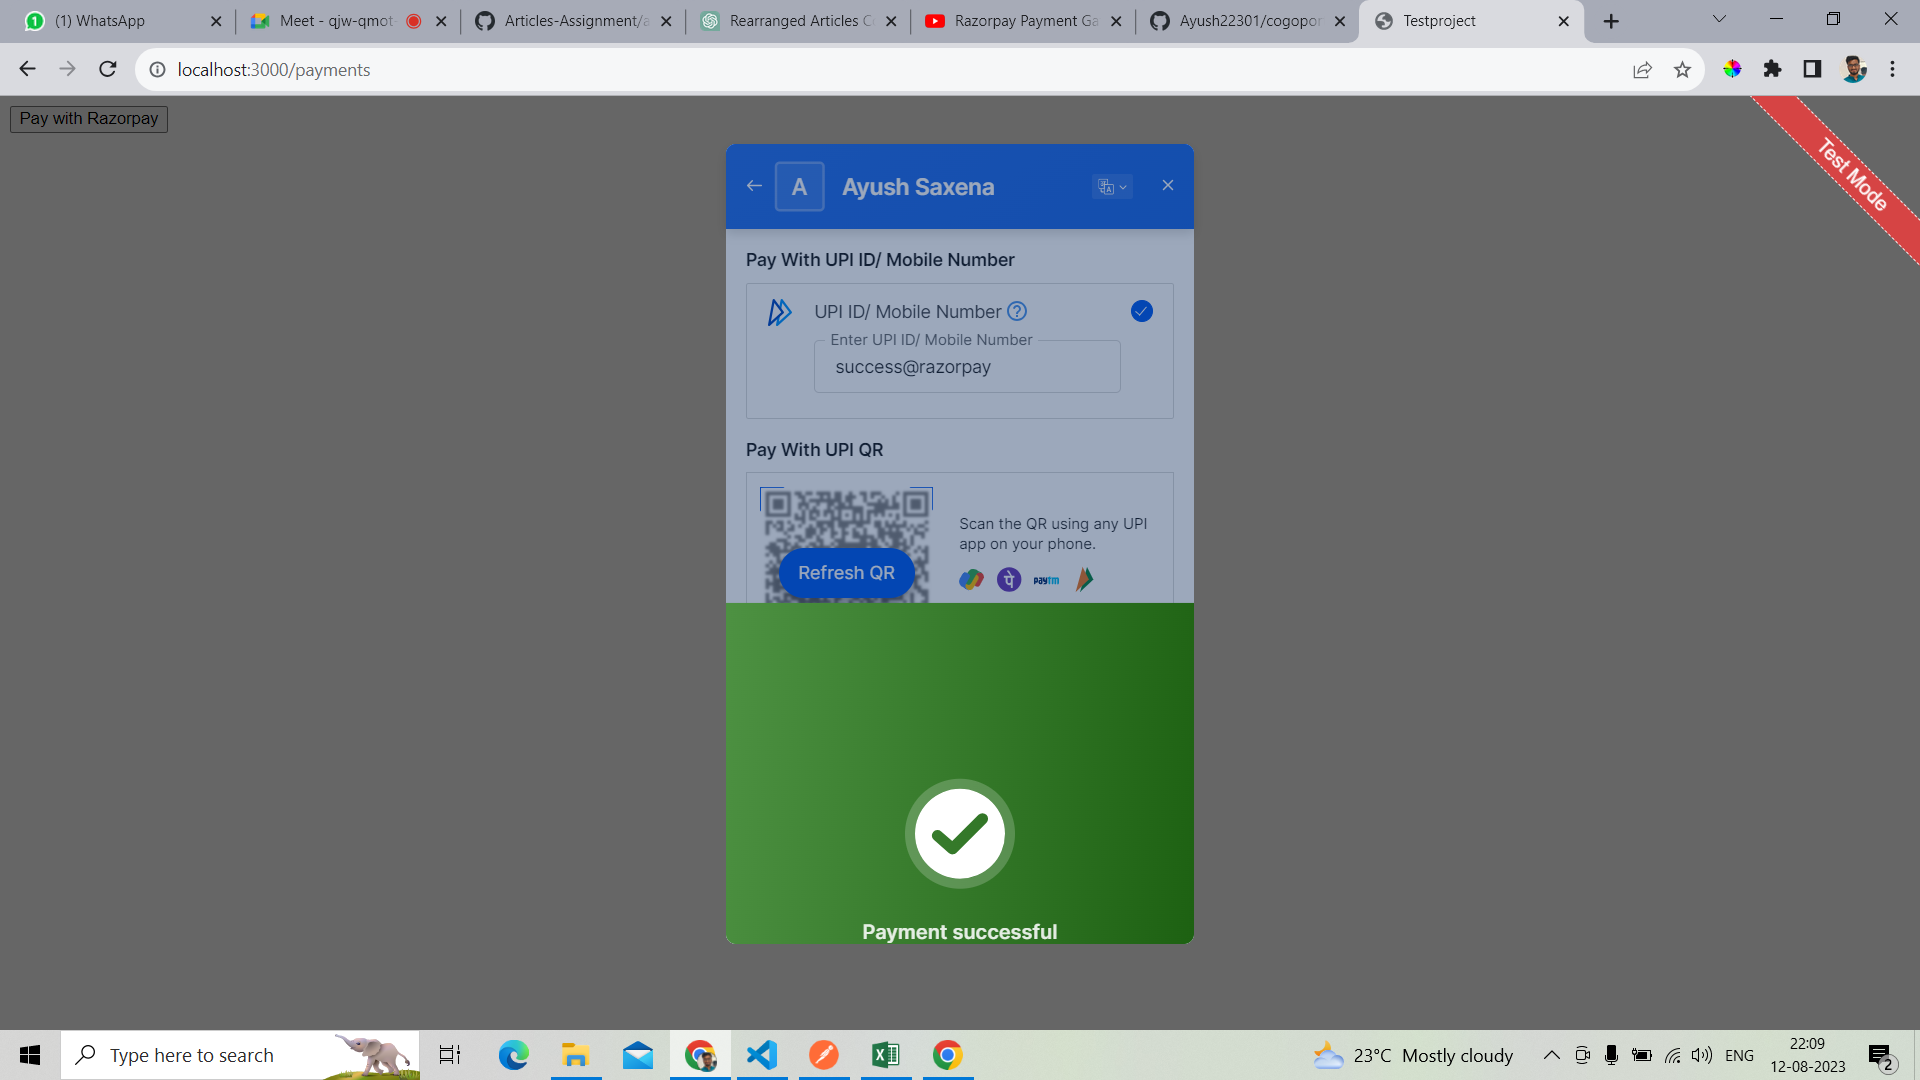 (1) WhatsApp
Meet - qjw-qmot-
Articles-Assignment/a
Rearranged Articles C
Razorpay Payment Ga
Ayush22301/cogopor
Testproject
localhost:3000/payments
Pay with Razorpay
Test Mode
A
Ayush Saxena
Pay With UPI ID/ Mobile Number
UPI ID/ Mobile Number ?
Enter UPI ID/ Mobile Number
success@razorpay
Pay With UPI QR
Scan the QR using any UPI
app on your phone.
Refresh QR
paytm
Payment successful
Type here to search
23°C Mostly cloudy
ENG
22:09
12-08-2023
2